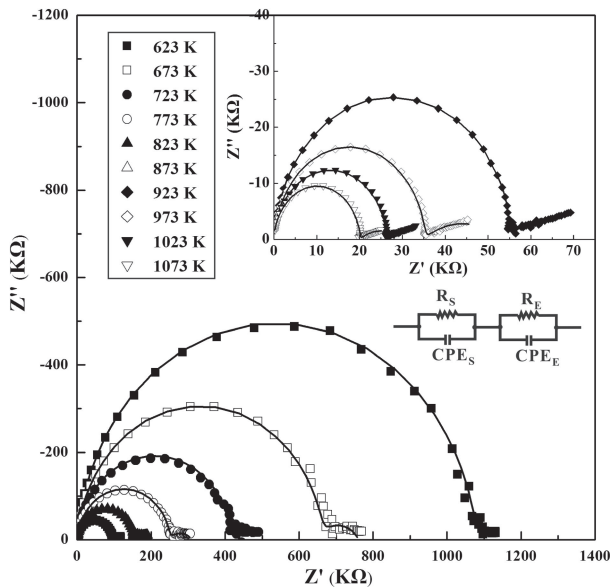 -1200
-1000
-800
-600
-400
-200
0
Z'' (KΩ)
0 200 400 600 800 1000 1200 1400
Z' (KΩ)
623 K
673 K
723 K
773 K
823 K
873 K
923 K
973 K
1023 K
1073 K
-40
-30
-20
-10
0
Z'' (KΩ)
0 10 20 30 40 50 60 70 80
Z' (KΩ)
R_S R_E
CPE_S CPE_E